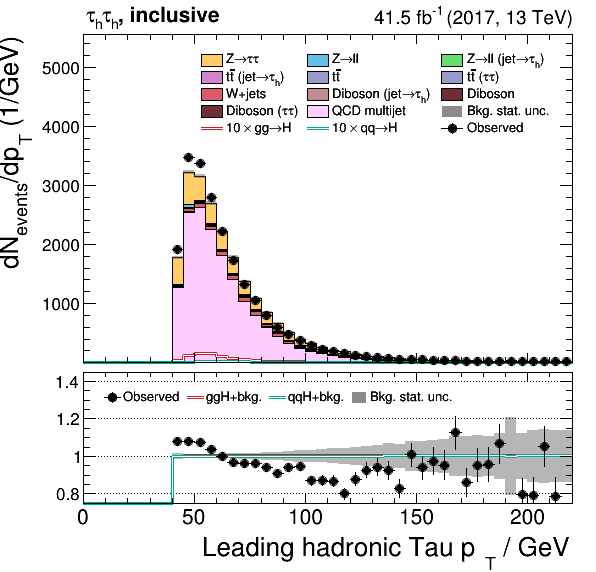 τhτh, inclusive 41.5 fb⁻¹ (2017, 13 TeV)
dN_events/dp_T (1/GeV)
5000
4000
3000
2000
1000
Z→ττ Z→ll Z→ll (jet→τh)
tt̄ (jet→τh) tt̄ tt̄ (ττ)
W+jets Diboson (jet→τh) Diboson
Diboson (ττ) QCD multijet Bkg. stat. unc.
10 × gg→H 10 × qq→H Observed
1.4
1.2
1
0.8
Observed ggH+bkg. qqH+bkg. Bkg. stat. unc.
0 50 100 150 200
Leading hadronic Tau p_T / GeV